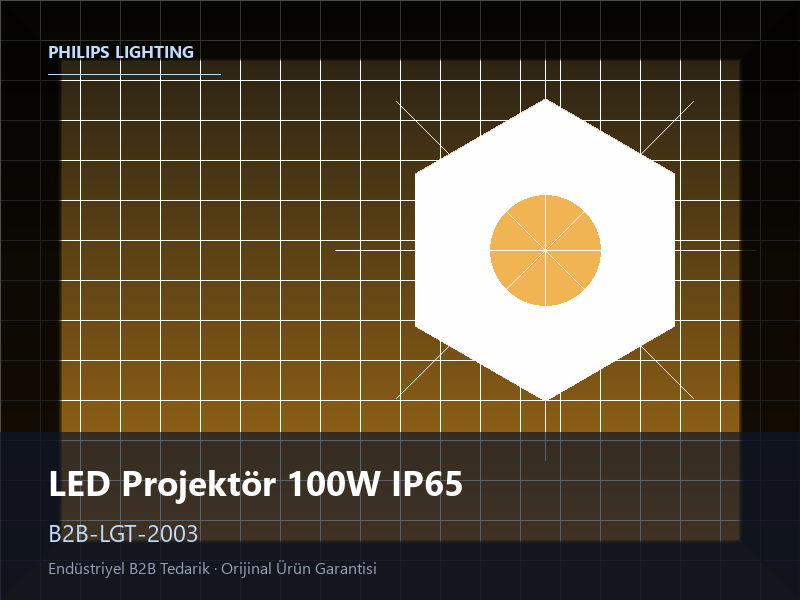 PHILIPS LIGHTING
LED Projektör 100W IP65
B2B-LGT-2003
Endüstriyel B2B Tedarik · Orijinal Ürün Garantisi